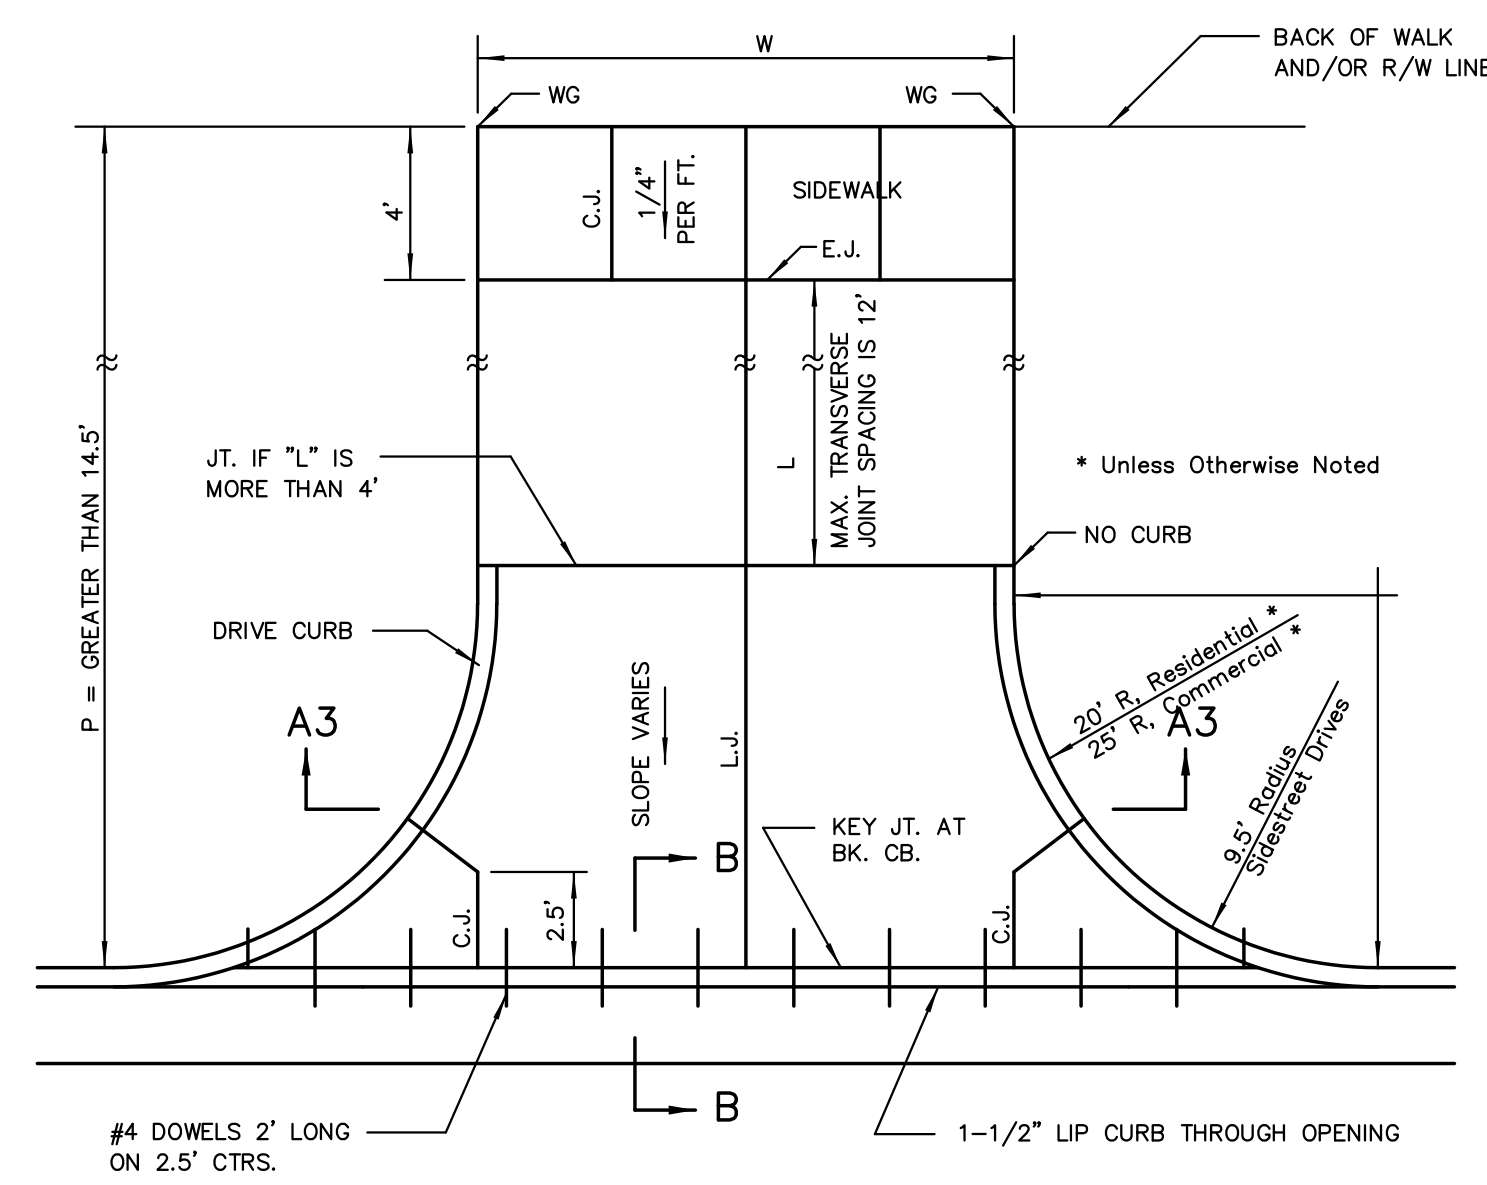 W
BACK OF WALK
AND/OR R/W LINE
WG
WG
4'
C.J.
1/4"
PER FT.
SIDEWALK
E.J.
P = GREATER THAN 14.5'
JT. IF "L" IS
MORE THAN 4'
L
MAX. TRANSVERSE
JOINT SPACING IS 12'
* Unless Otherwise Noted
NO CURB
DRIVE CURB
20' R, Residential *
25' R, Commercial *
A3
A3
SLOPE VARIES
L.J.
9.5' Radius
Sidestreet Drives
KEY JT. AT
BK. CB.
B
C.J.
2.5'
C.J.
B
#4 DOWELS 2' LONG
ON 2.5' CTRS.
1-1/2" LIP CURB THROUGH OPENING